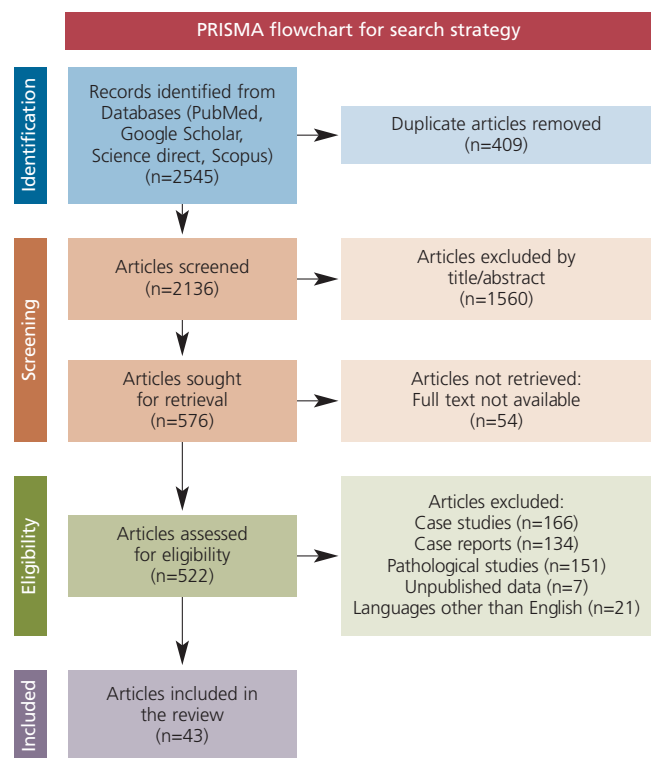 PRISMA flowchart for search strategy
Identification
Records identified from
Databases (PubMed,
Google Scholar,
Science direct, Scopus)
(n=2545)
Duplicate articles removed
(n=409)
Screening
Articles screened
(n=2136)
Articles excluded by
title/abstract
(n=1560)
Articles sought
for retrieval
(n=576)
Articles not retrieved:
Full text not available
(n=54)
Eligibility
Articles assessed
for eligibility
(n=522)
Articles excluded:
Case studies (n=166)
Case reports (n=134)
Pathological studies (n=151)
Unpublished data (n=7)
Languages other than English (n=21)
Included
Articles included in
the review
(n=43)